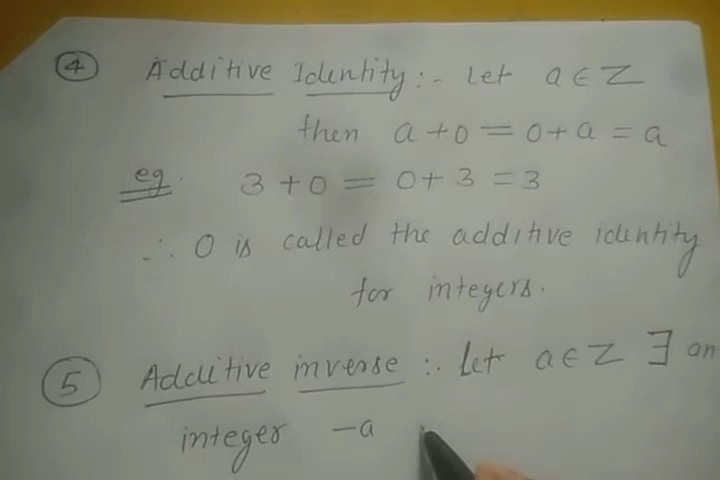 ④ Additive Identity :- Let a ∈ Z
then a + 0 = 0 + a = a
eg. 3 + 0 = 0 + 3 = 3
∴ 0 is called the additive identity
for integers.
⑤ Additive inverse :- Let a ∈ Z ∃ an
integer -a